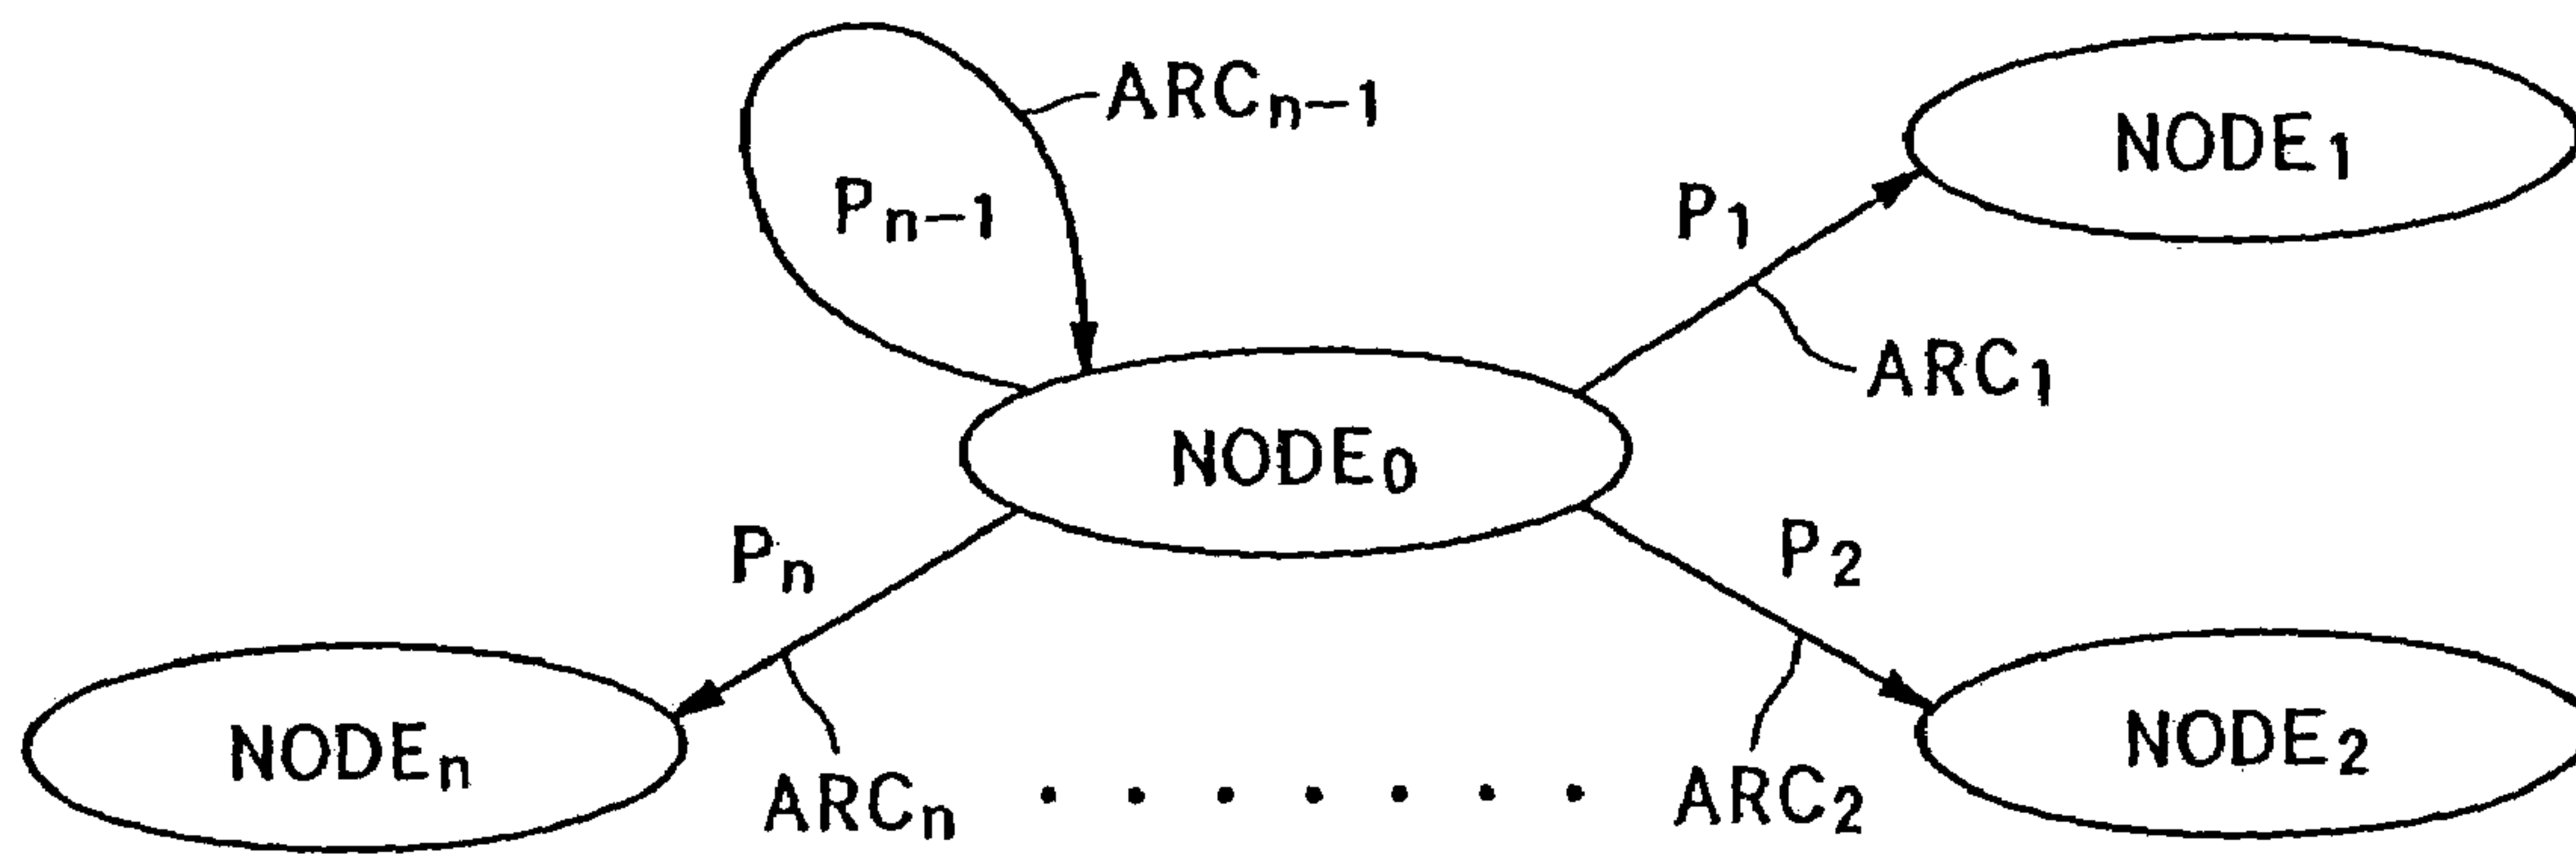 ARCn-1
NODE1
Pn-1
P1
ARC1
NODE0
Pn
P2
NODEn
NODE2
ARCn ....... ARC2